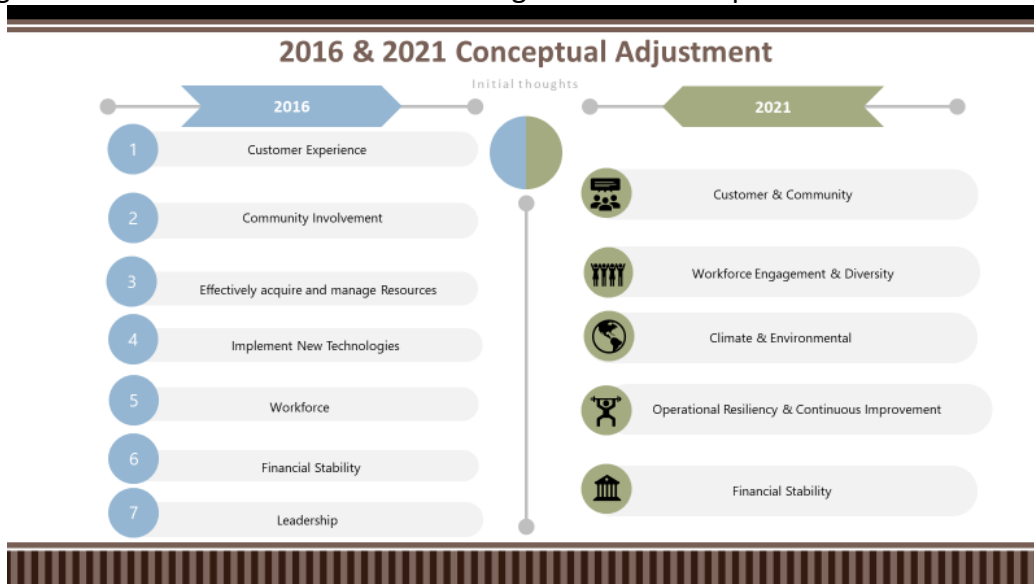 2016 & 2021 Conceptual Adjustment
Initial thoughts
2016
1
Customer Experience
2
Community Involvement
3
Effectively acquire and manage Resources
4
Implement New Technologies
5
Workforce
6
Financial Stability
7
Leadership
2021
Customer & Community
Workforce Engagement & Diversity
Climate & Environmental
Operational Resiliency & Continuous Improvement
Financial Stability